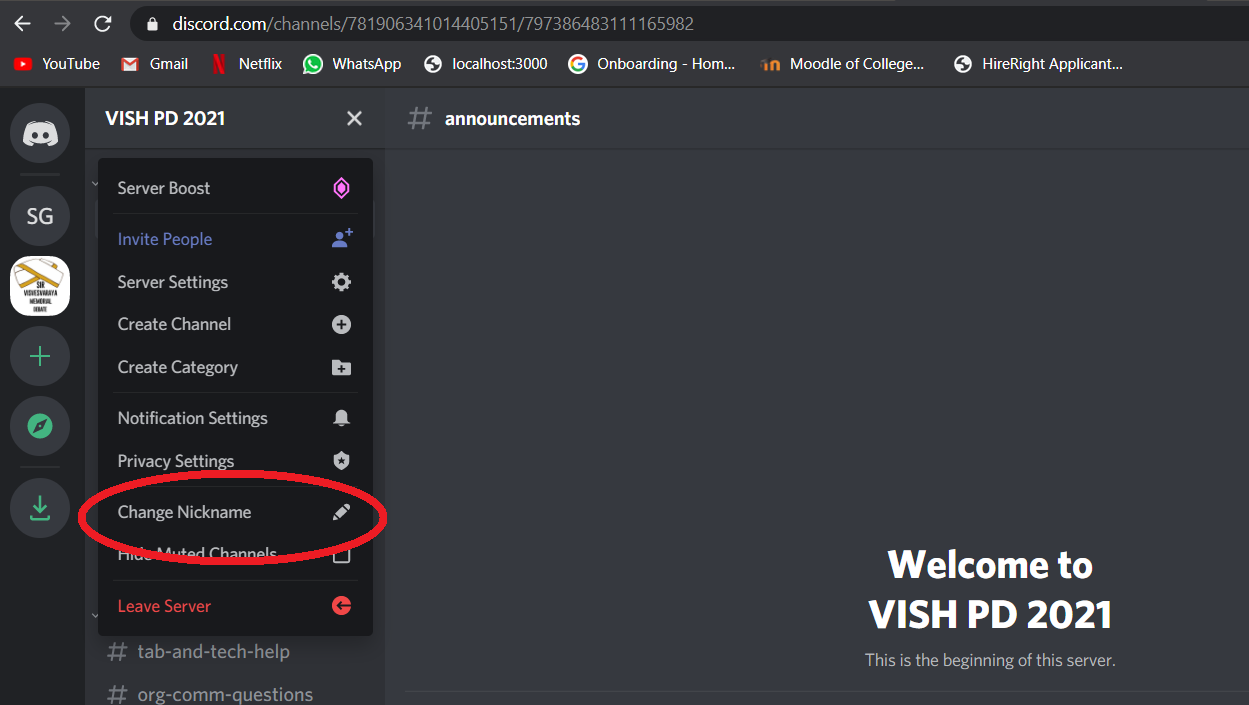 discord.com/channels/781906341014405151/797386483111165982
YouTube Gmail Netflix WhatsApp localhost:3000 Onboarding - Hom... Moodle of College... HireRight Applicant...
VISH PD 2021
announcements
Server Boost
SG
Invite People
Server Settings
SIR
VISVESVARAYA
MEMORIAL
DEBATE
Create Channel
Create Category
Notification Settings
Privacy Settings
Change Nickname
Hide Muted Channels
Leave Server
tab-and-tech-help
org-comm-questions
Welcome to
VISH PD 2021
This is the beginning of this server.